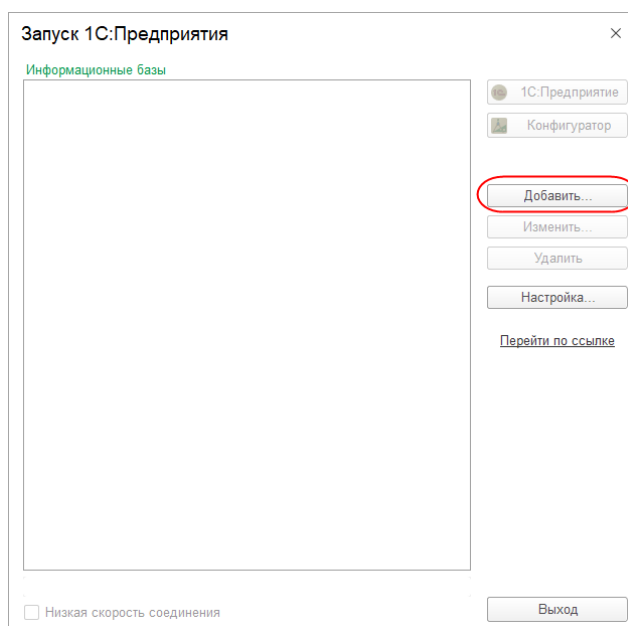 Запуск 1С:Предприятия
Информационные базы
1С:Предприятие
Конфигуратор
Добавить...
Изменить...
Удалить
Настройка...
Перейти по ссылке
Низкая скорость соединения
Выход